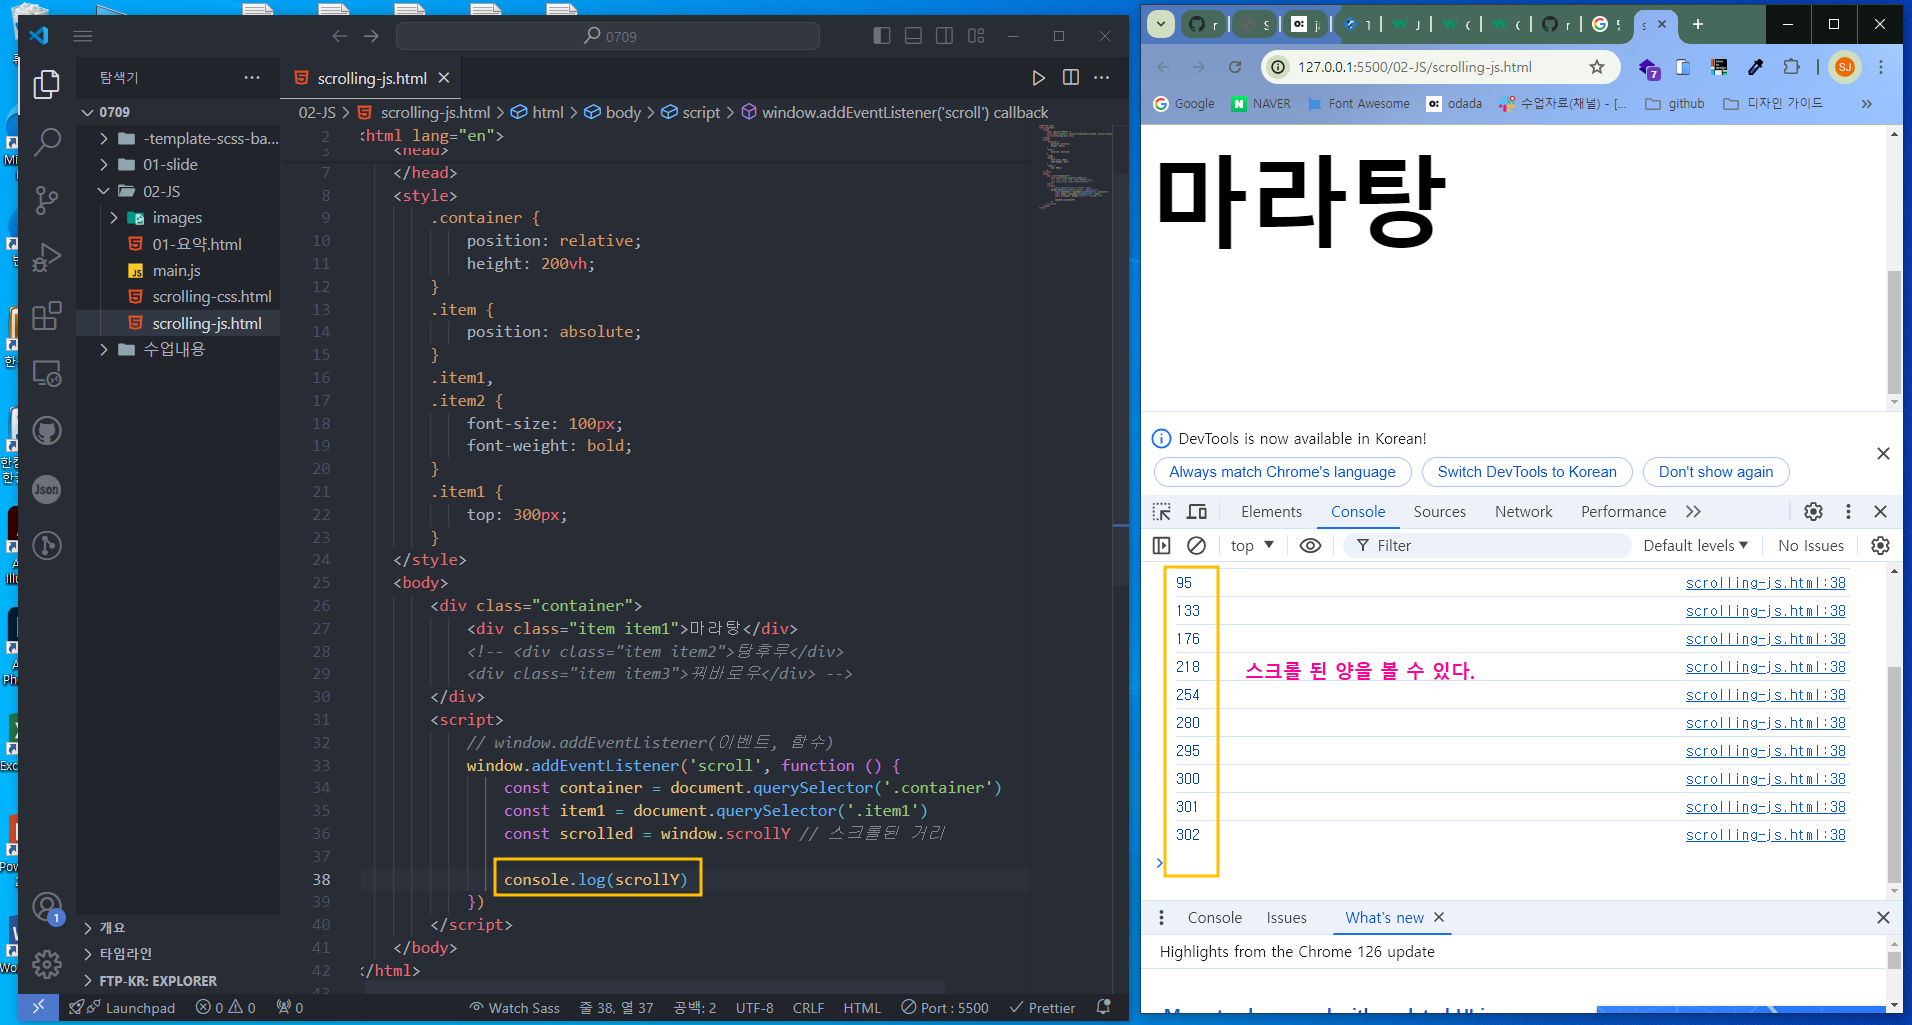 0709
탐색기
scrolling-js.html
02-JS > scrolling-js.html > html > body > script > window.addEventListener('scroll') callback
0709
-template-scss-ba...
01-slide
02-JS
images
01-요약.html
main.js
scrolling-css.html
scrolling-js.html
수업내용
개요
타임라인
FTP-KR: EXPLORER
2 <html lang="en">
3 <head>
7 </head>
8 <style>
9 .container {
10 position: relative;
11 height: 200vh;
12 }
13 .item {
14 position: absolute;
15 }
16 .item1,
17 .item2 {
18 font-size: 100px;
19 font-weight: bold;
20 }
21 .item1 {
22 top: 300px;
23 }
24 </style>
25 <body>
26 <div class="container">
27 <div class="item item1">마라탕</div>
28 <!-- <div class="item item2">탕후루</div>
29 <div class="item item3">꿔바로우</div> -->
30 </div>
31 <script>
32 // window.addEventListener(이벤트, 함수)
33 window.addEventListener('scroll', function () {
34 const container = document.querySelector('.container')
35 const item1 = document.querySelector('.item1')
36 const scrolled = window.scrollY // 스크롤된 거리
37
38 console.log(scrollY)
39 })
40 </script>
41 </body>
42 </html>
43
Launchpad 0 0 0 Watch Sass 줄 38, 열 37 공백: 2 UTF-8 CRLF HTML Port : 5500 Prettier
127.0.0.1:5500/02-JS/scrolling-js.html
7
SJ
Google NAVER Font Awesome odada 수업자료(채널) - [... github 디자인 가이드
마라탕
DevTools is now available in Korean!
Always match Chrome's language Switch DevTools to Korean Don't show again
Elements Console Sources Network Performance
top Filter Default levels No Issues
95 scrolling-js.html:38
133 scrolling-js.html:38
176 scrolling-js.html:38
218 scrolling-js.html:38
스크롤 된 양을 볼 수 있다.
254 scrolling-js.html:38
280 scrolling-js.html:38
295 scrolling-js.html:38
300 scrolling-js.html:38
301 scrolling-js.html:38
302 scrolling-js.html:38
Console Issues What's new
Highlights from the Chrome 126 update